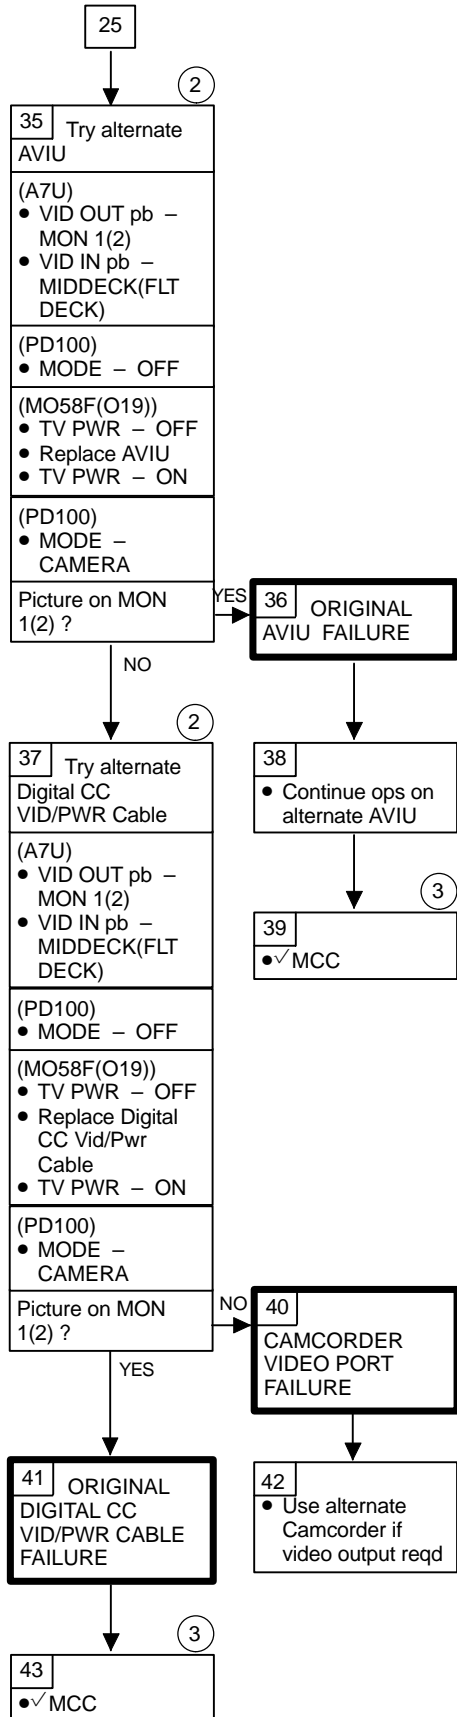 25
2
35 Try alternate
AVIU
(A7U)
● VID OUT pb –
MON 1(2)
● VID IN pb –
MIDDECK(FLT
DECK)
(PD100)
● MODE – OFF
(MO58F(O19))
● TV PWR – OFF
● Replace AVIU
● TV PWR – ON
(PD100)
● MODE –
CAMERA
Picture on MON
1(2) ?
YES
36 ORIGINAL
AVIU FAILURE
NO
38
● Continue ops on
alternate AVIU
3
39
●√MCC
2
37 Try alternate
Digital CC
VID/PWR Cable
(A7U)
● VID OUT pb –
MON 1(2)
● VID IN pb –
MIDDECK(FLT
DECK)
(PD100)
● MODE – OFF
(MO58F(O19))
● TV PWR – OFF
● Replace Digital
CC Vid/Pwr
Cable
● TV PWR – ON
(PD100)
● MODE –
CAMERA
Picture on MON
1(2) ?
NO
40
CAMCORDER
VIDEO PORT
FAILURE
YES
42
● Use alternate
Camcorder if
video output reqd
41 ORIGINAL
DIGITAL CC
VID/PWR CABLE
FAILURE
3
43
●√MCC